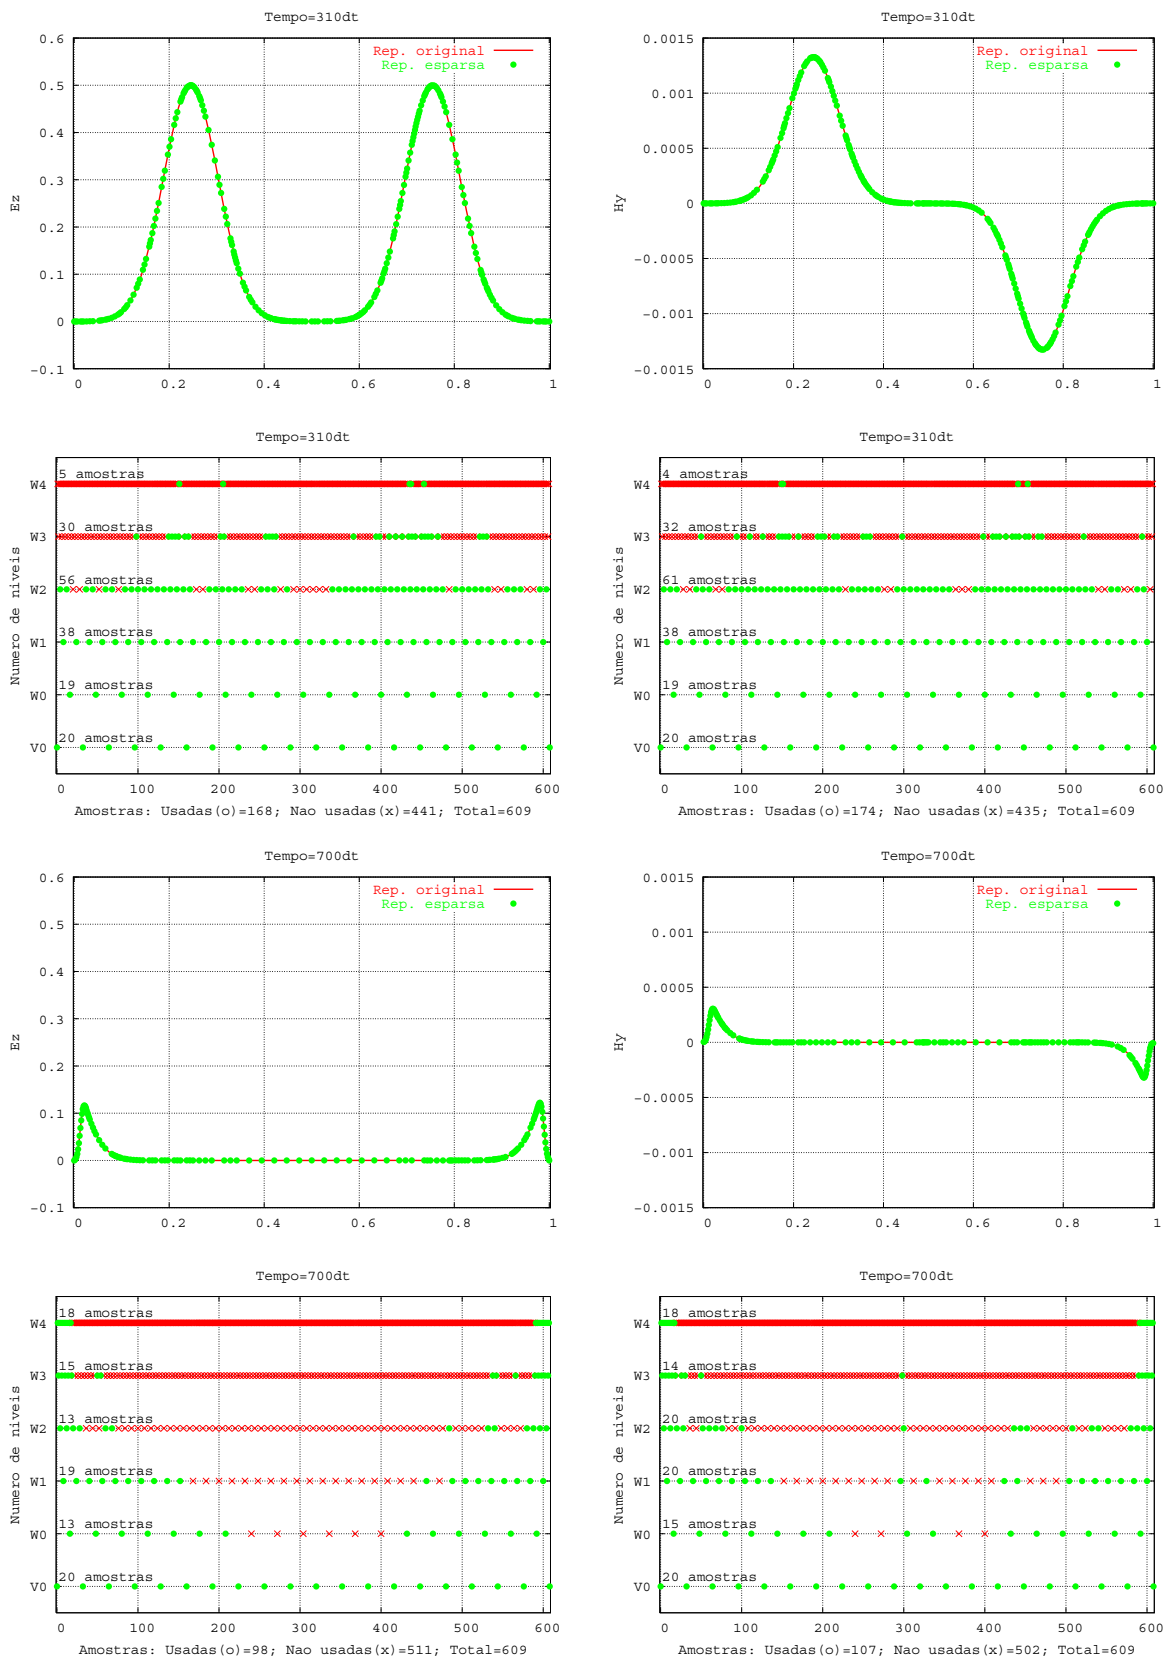 Tempo=310dt
Ez
0.6
0.5
0.4
0.3
0.2
0.1
0
-0.1
Rep. original
Rep. esparsa
0 0.2 0.4 0.6 0.8 1
Tempo=310dt
Hy
0.0015
0.001
0.0005
0
-0.0005
-0.001
-0.0015
Rep. original
Rep. esparsa
0 0.2 0.4 0.6 0.8 1
Tempo=310dt
Numero de niveis
W4 5 amostras
W3 30 amostras
W2 56 amostras
W1 38 amostras
W0 19 amostras
V0 20 amostras
0 100 200 300 400 500 600
Amostras: Usadas(o)=168; Nao usadas(x)=441; Total=609
Tempo=310dt
Numero de niveis
W4 4 amostras
W3 32 amostras
W2 61 amostras
W1 38 amostras
W0 19 amostras
V0 20 amostras
0 100 200 300 400 500 600
Amostras: Usadas(o)=174; Nao usadas(x)=435; Total=609
Tempo=700dt
Ez
0.6
0.5
0.4
0.3
0.2
0.1
0
-0.1
Rep. original
Rep. esparsa
0 0.2 0.4 0.6 0.8 1
Tempo=700dt
Hy
0.0015
0.001
0.0005
0
-0.0005
-0.001
-0.0015
Rep. original
Rep. esparsa
0 0.2 0.4 0.6 0.8 1
Tempo=700dt
Numero de niveis
W4 18 amostras
W3 15 amostras
W2 13 amostras
W1 19 amostras
W0 13 amostras
V0 20 amostras
0 100 200 300 400 500 600
Amostras: Usadas(o)=98; Nao usadas(x)=511; Total=609
Tempo=700dt
Numero de niveis
W4 18 amostras
W3 14 amostras
W2 20 amostras
W1 20 amostras
W0 15 amostras
V0 20 amostras
0 100 200 300 400 500 600
Amostras: Usadas(o)=107; Nao usadas(x)=502; Total=609